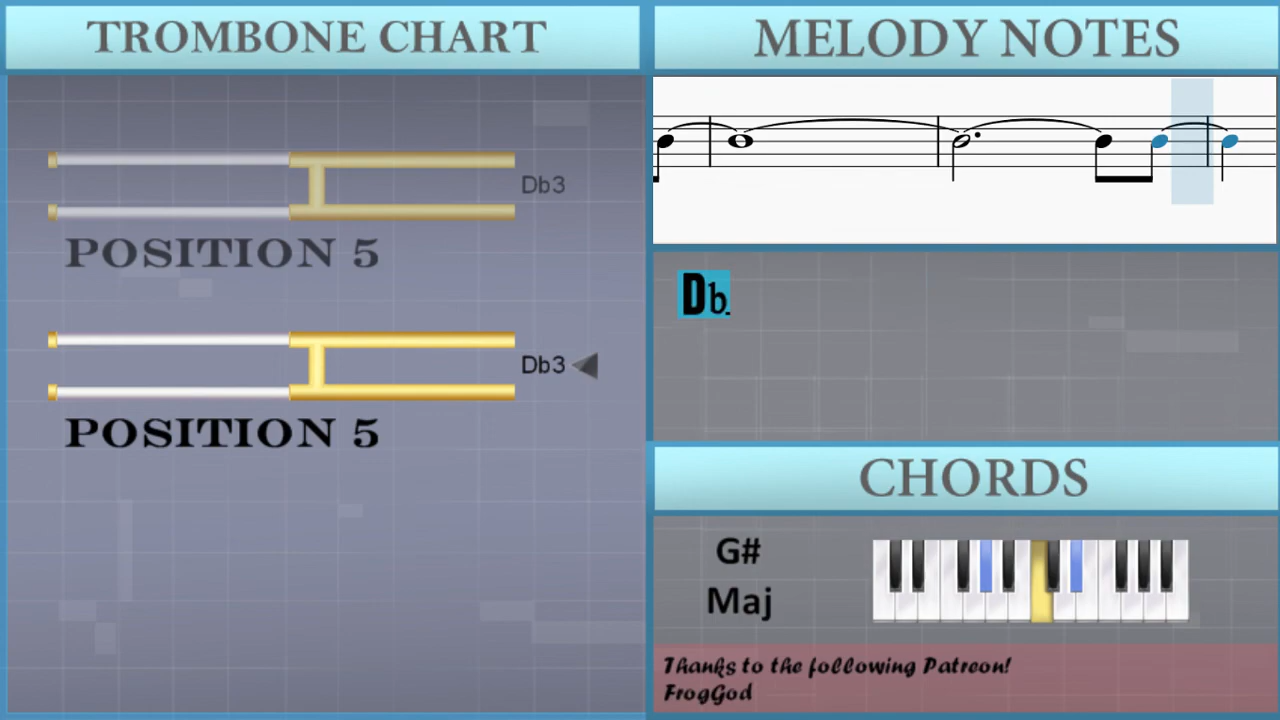 TROMBONE CHART
Db3
POSITION 5
Db3
POSITION 5
MELODY NOTES
Db
CHORDS
G#
Maj
Thanks to the following Patreon!
FrogGod